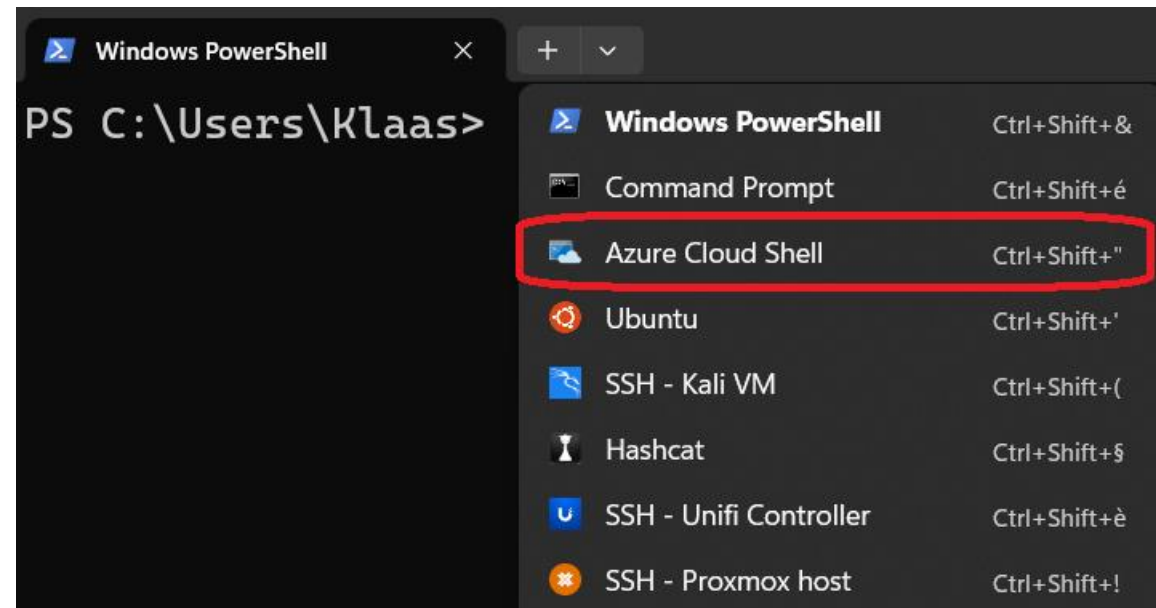 Windows PowerShell
PS C:\Users\Klaas>
Windows PowerShell Ctrl+Shift+&
Command Prompt Ctrl+Shift+é
Azure Cloud Shell Ctrl+Shift+"
Ubuntu Ctrl+Shift+'
SSH - Kali VM Ctrl+Shift+(
Hashcat Ctrl+Shift+§
SSH - Unifi Controller Ctrl+Shift+è
SSH - Proxmox host Ctrl+Shift+!